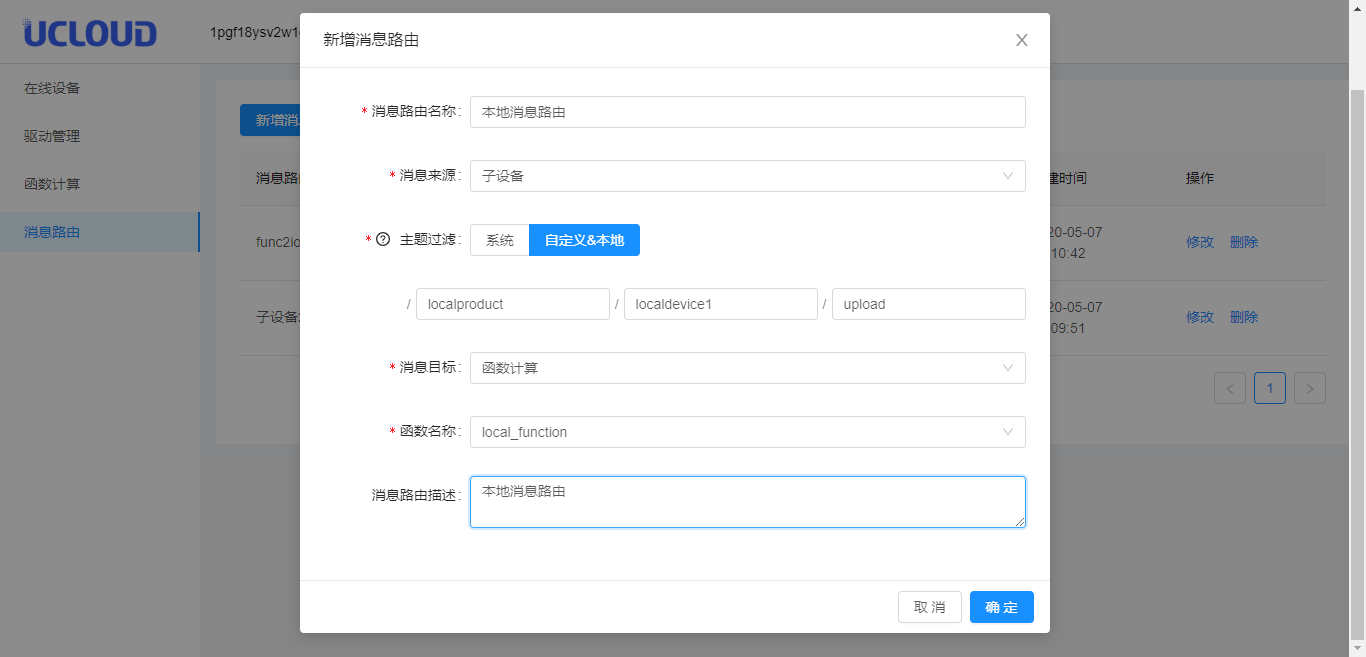 UCLOUD
1pgf18ysv2w1
在线设备
驱动管理
函数计算
消息路由
新增消
消息路
建时间
操作
func2io
20-05-07
10:42
修改 删除
子设备
20-05-07
09:51
修改 删除
< 1 >
新增消息路由
* 消息路由名称: 本地消息路由
* 消息来源: 子设备
* ? 主题过滤: 系统 自定义&本地
/ localproduct / localdevice1 / upload
* 消息目标: 函数计算
* 函数名称: local_function
消息路由描述: 本地消息路由
取 消 确 定